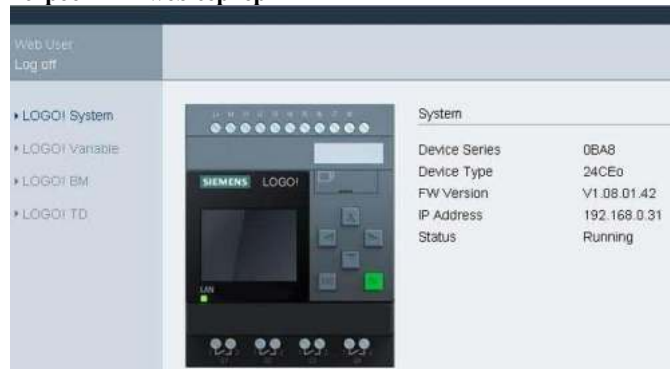 Web User
Log off
LOGO! System
LOGO! Variable
LOGO! BM
LOGO! TD
SIEMENS LOGO!
LAN
System
Device Series 0BA8
Device Type 24CEo
FW Version V1.08.01.42
IP Address 192.168.0.31
Status Running